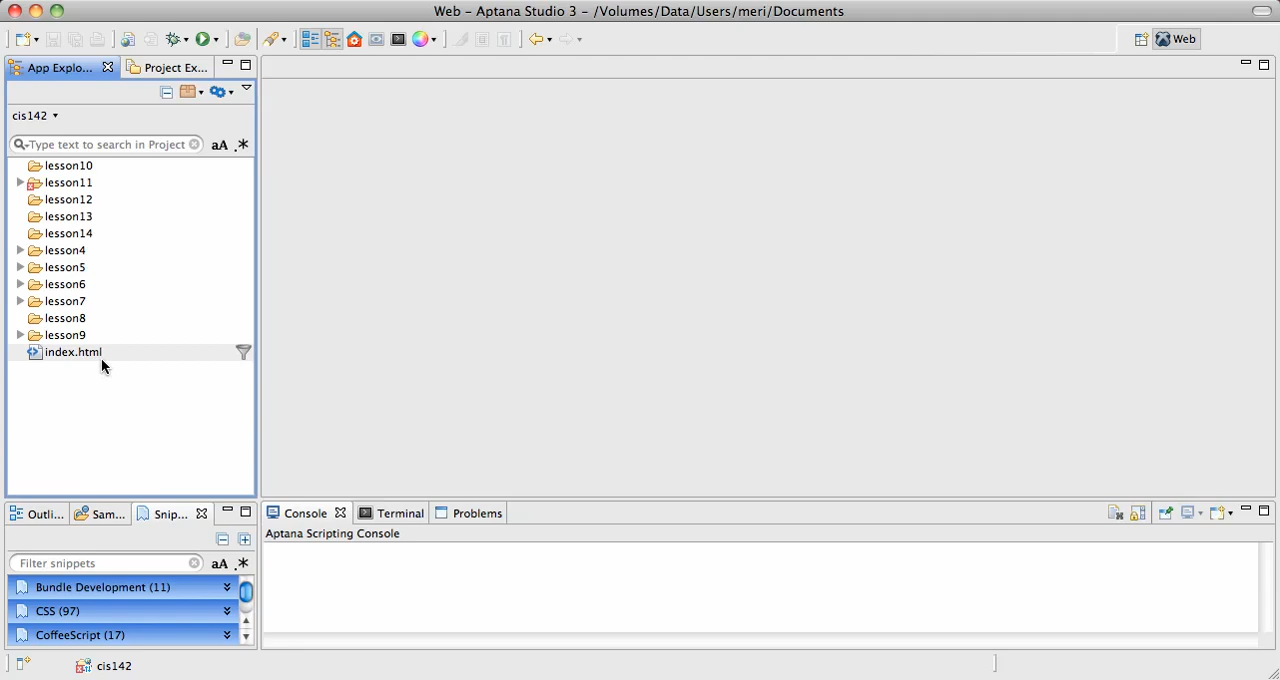 Web – Aptana Studio 3 – /Volumes/Data/Users/meri/Documents
Web
App Explo...
Project Ex...
cis142
Type text to search in Project
aA .*
lesson10
lesson11
lesson12
lesson13
lesson14
lesson4
lesson5
lesson6
lesson7
lesson8
lesson9
index.html
Outli...
Sam...
Snip...
Filter snippets
aA .*
Bundle Development (11)
CSS (97)
CoffeeScript (17)
Console
Terminal
Problems
Aptana Scripting Console
cis142